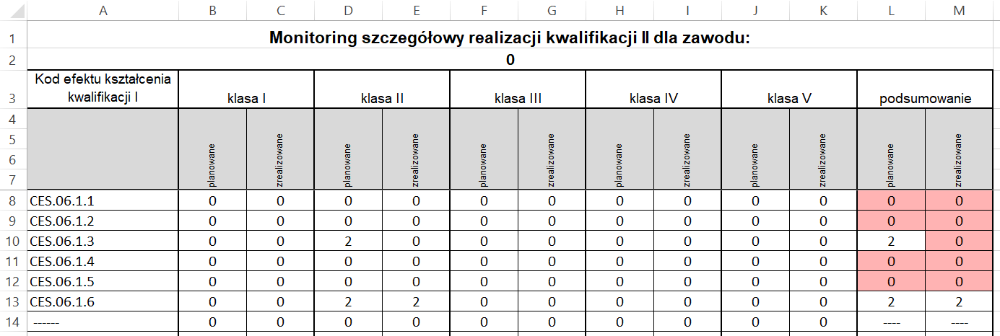 A B C D E F G H I J K L M
1 Monitoring szczegółowy realizacji kwalifikacji II dla zawodu:
2 0
Kod efektu kształcenia
3 kwalifikacji I klasa I klasa II klasa III klasa IV klasa V podsumowanie
4
5
6
7 planowane zrealizowane planowane zrealizowane planowane zrealizowane planowane zrealizowane planowane zrealizowane planowane zrealizowane
8 CES.06.1.1 0 0 0 0 0 0 0 0 0 0 0 0
9 CES.06.1.2 0 0 0 0 0 0 0 0 0 0 0 0
10 CES.06.1.3 0 0 2 0 0 0 0 0 0 0 2 0
11 CES.06.1.4 0 0 0 0 0 0 0 0 0 0 0 0
12 CES.06.1.5 0 0 0 0 0 0 0 0 0 0 0 0
13 CES.06.1.6 0 0 2 2 0 0 0 0 0 0 2 2
14 ------ 0 0 0 0 0 0 0 0 0 0 ---- ----